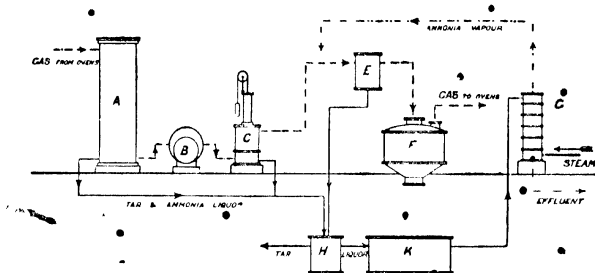 AMMONIA VAPOUR
GAS FROM OVENS
A
B
C
E
GAS TO OVENS
F
G
STEAM
EFFLUENT
TAR & AMMONIA LIQUOR
H
TAR
LIQUOR
K